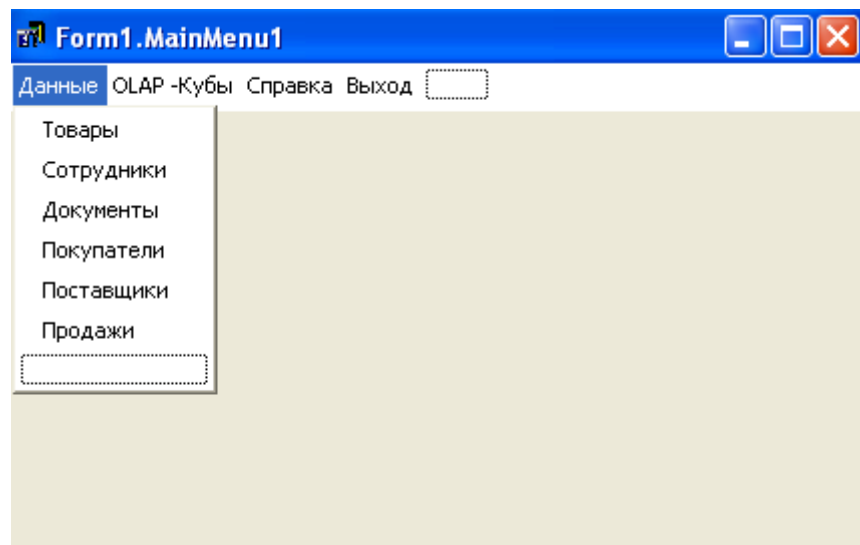 Form1.MainMenu1
Данные OLAP -Кубы Справка Выход
Товары
Сотрудники
Документы
Покупатели
Поставщики
Продажи